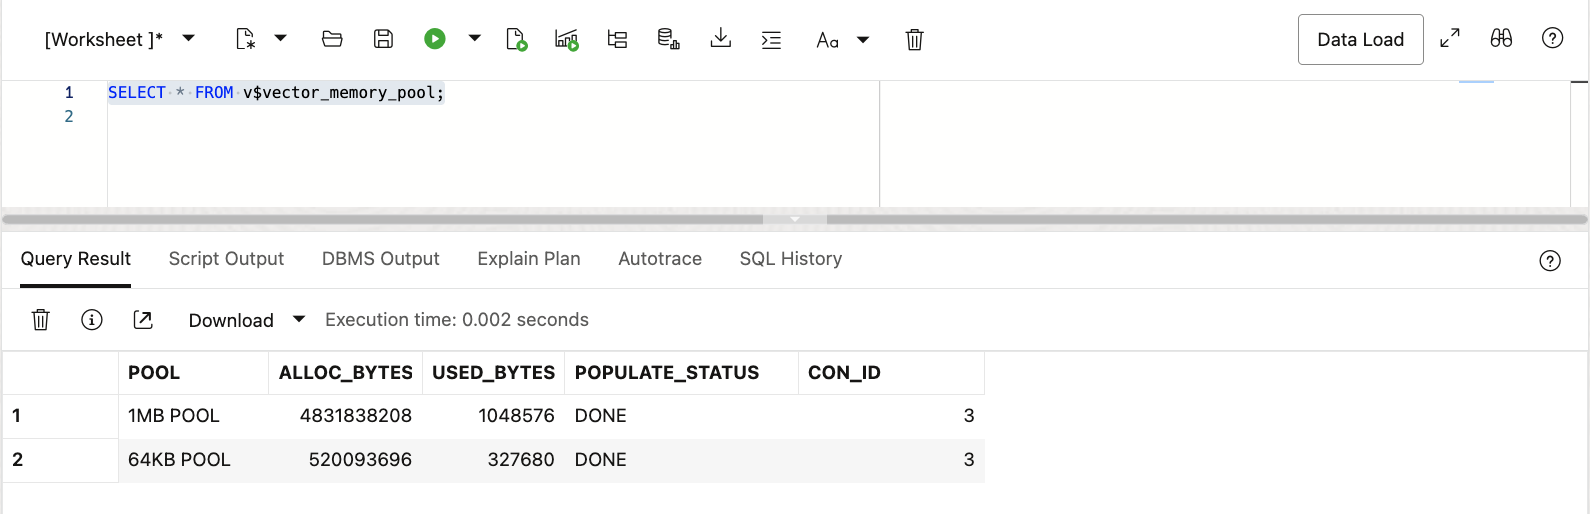 [Worksheet ]*
Aa
Data Load
1 SELECT * FROM v$vector_memory_pool;
2
Query Result Script Output DBMS Output Explain Plan Autotrace SQL History
Download Execution time: 0.002 seconds
POOL ALLOC_BYTES USED_BYTES POPULATE_STATUS CON_ID
1 1MB POOL 4831838208 1048576 DONE 3
2 64KB POOL 520093696 327680 DONE 3